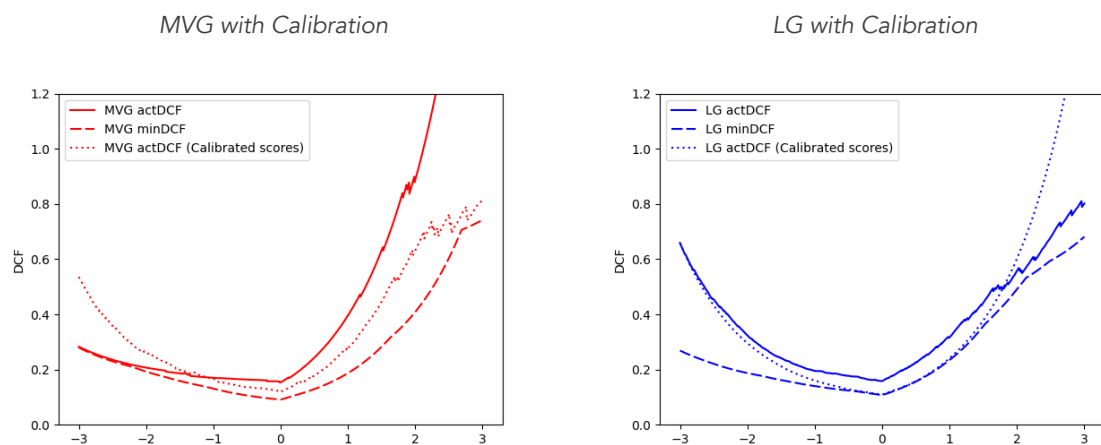 MVG with Calibration
LG with Calibration
1.2
1.0
0.8
0.6
0.4
0.2
0.0
DCF
MVG actDCF
MVG minDCF
MVG actDCF (Calibrated scores)
−3 −2 −1 0 1 2 3
1.2
1.0
0.8
0.6
0.4
0.2
0.0
DCF
LG actDCF
LG minDCF
LG actDCF (Calibrated scores)
−3 −2 −1 0 1 2 3